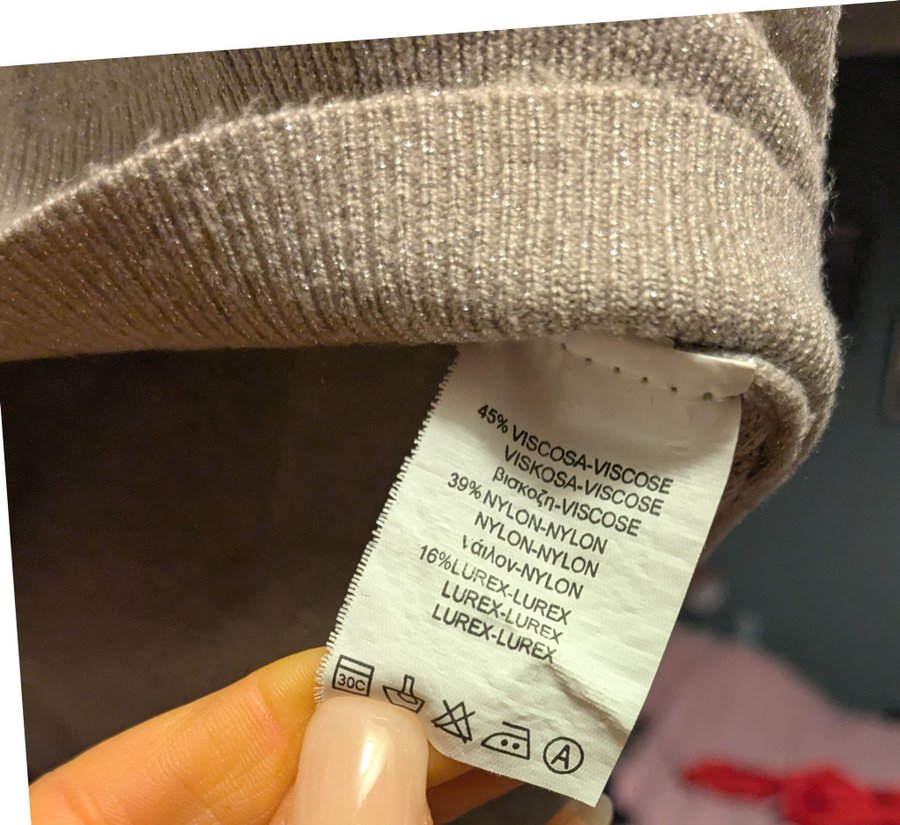 45% VISCOSA-VISCOSE
VISKOSA-VISCOSE
βισκοζη-VISCOSE
39% NYLON-NYLON
NYLON-NYLON
νάιλον-NYLON
16% LUREX-LUREX
LUREX-LUREX
LUREX-LUREX
30C
A